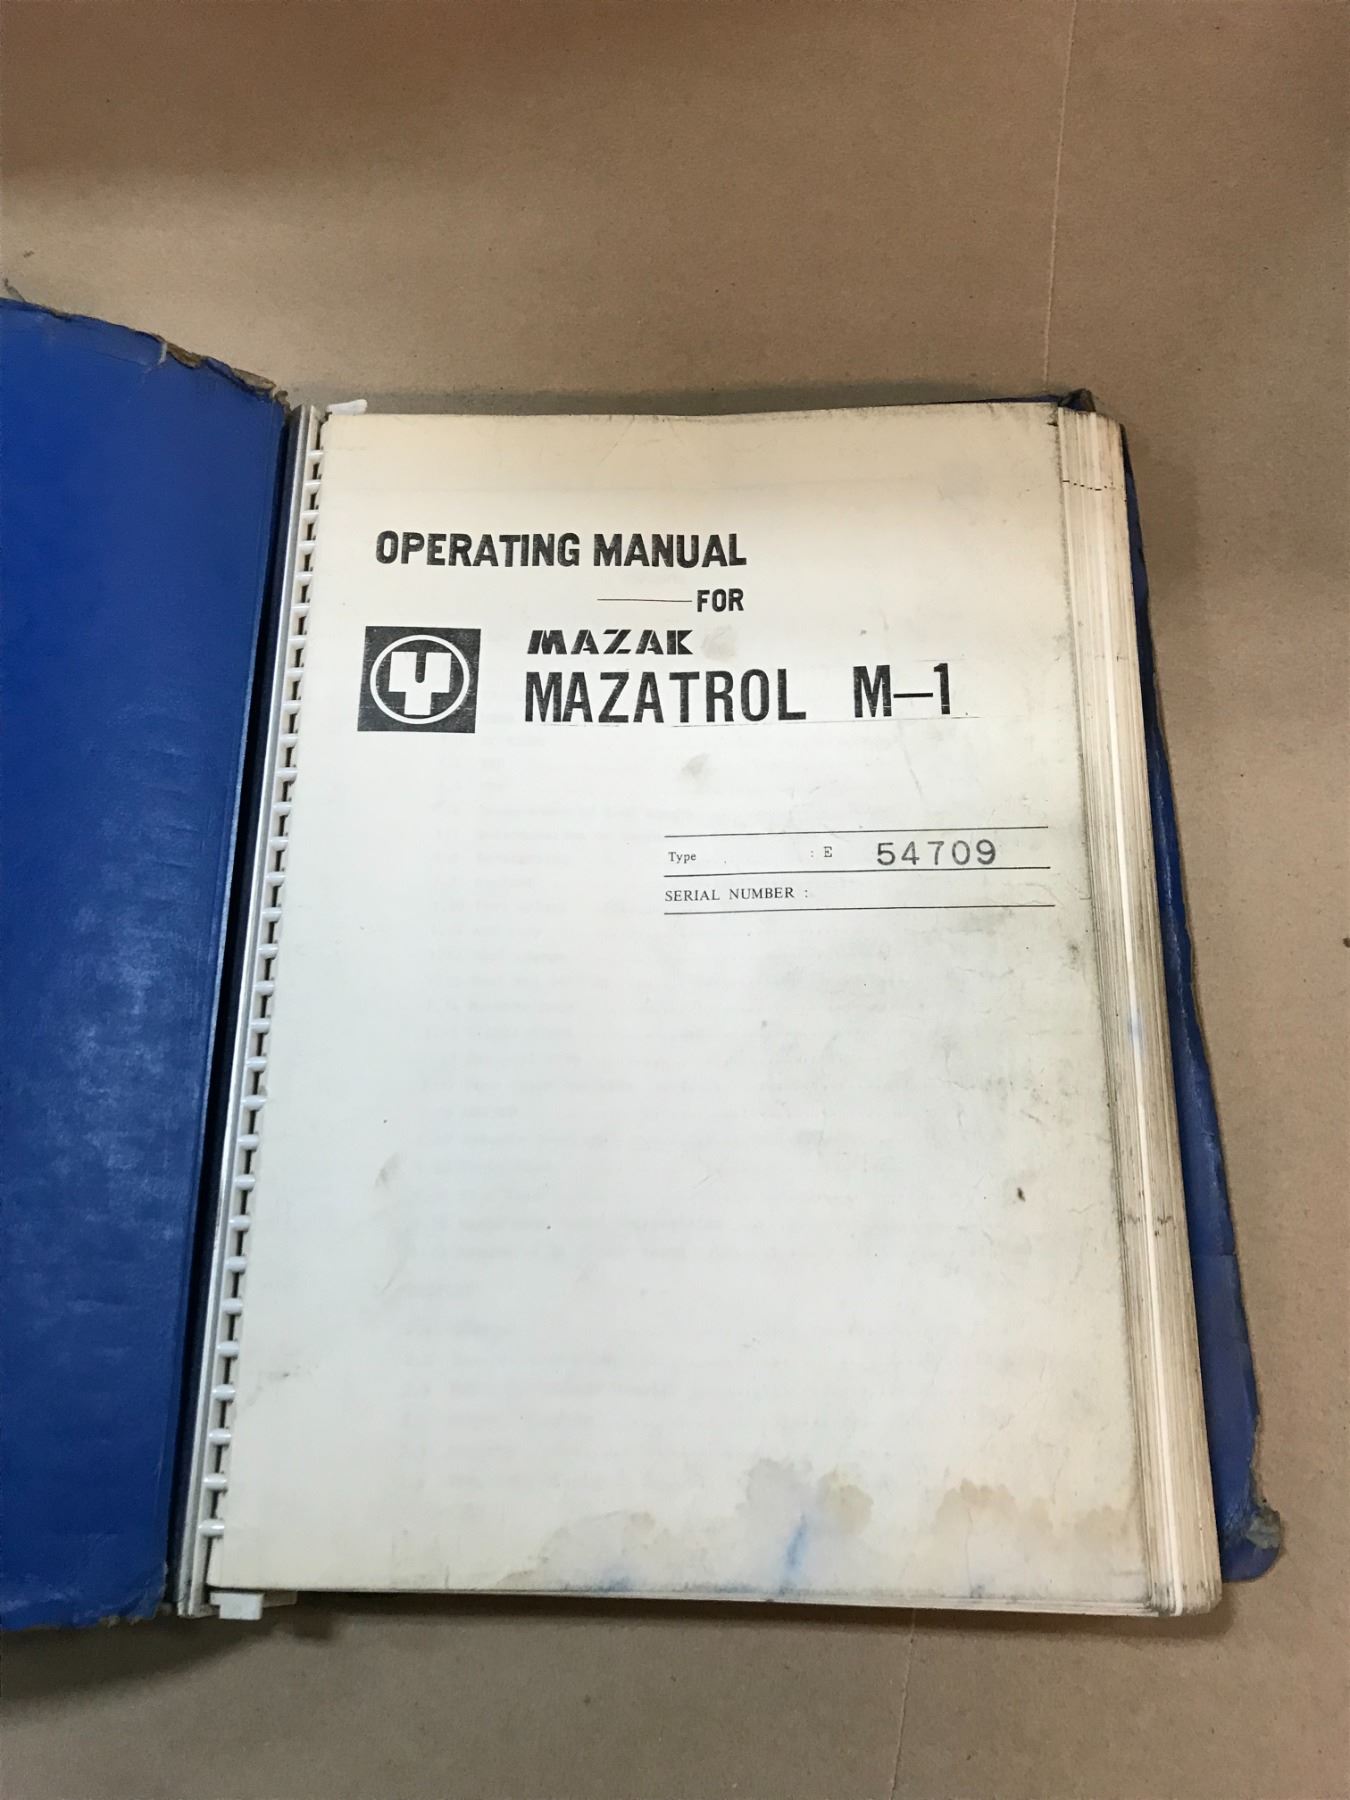 OPERATING MANUAL
FOR
MAZAK
MAZATROL M-1
Type : E 54709
SERIAL NUMBER :